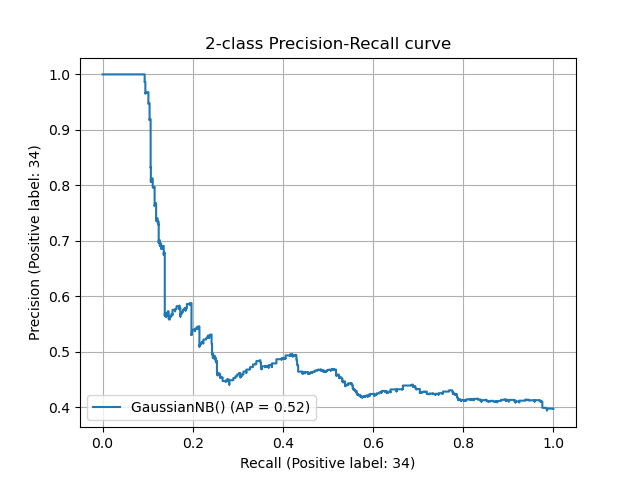 2-class Precision-Recall curve
Precision (Positive label: 34)
1.0
0.9
0.8
0.7
0.6
0.5
0.4
GaussianNB() (AP = 0.52)
0.0 0.2 0.4 0.6 0.8 1.0
Recall (Positive label: 34)